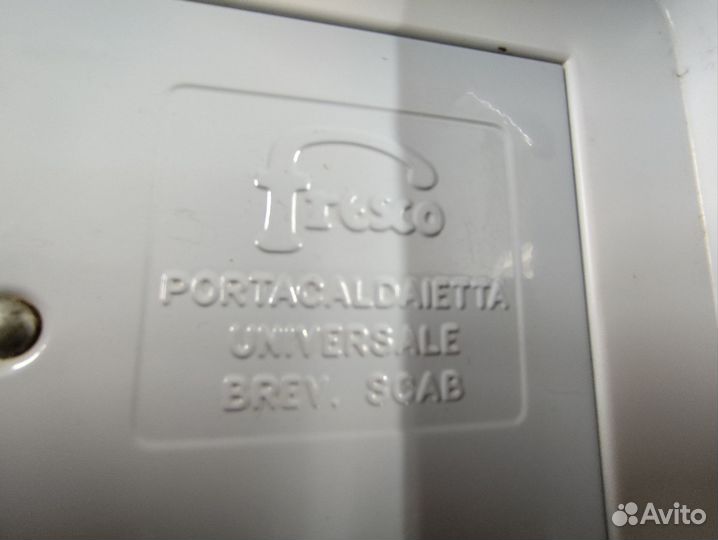 fresco
PORTACALDAIETTA
UNIVERSALE
BREV. SCAB
Avito